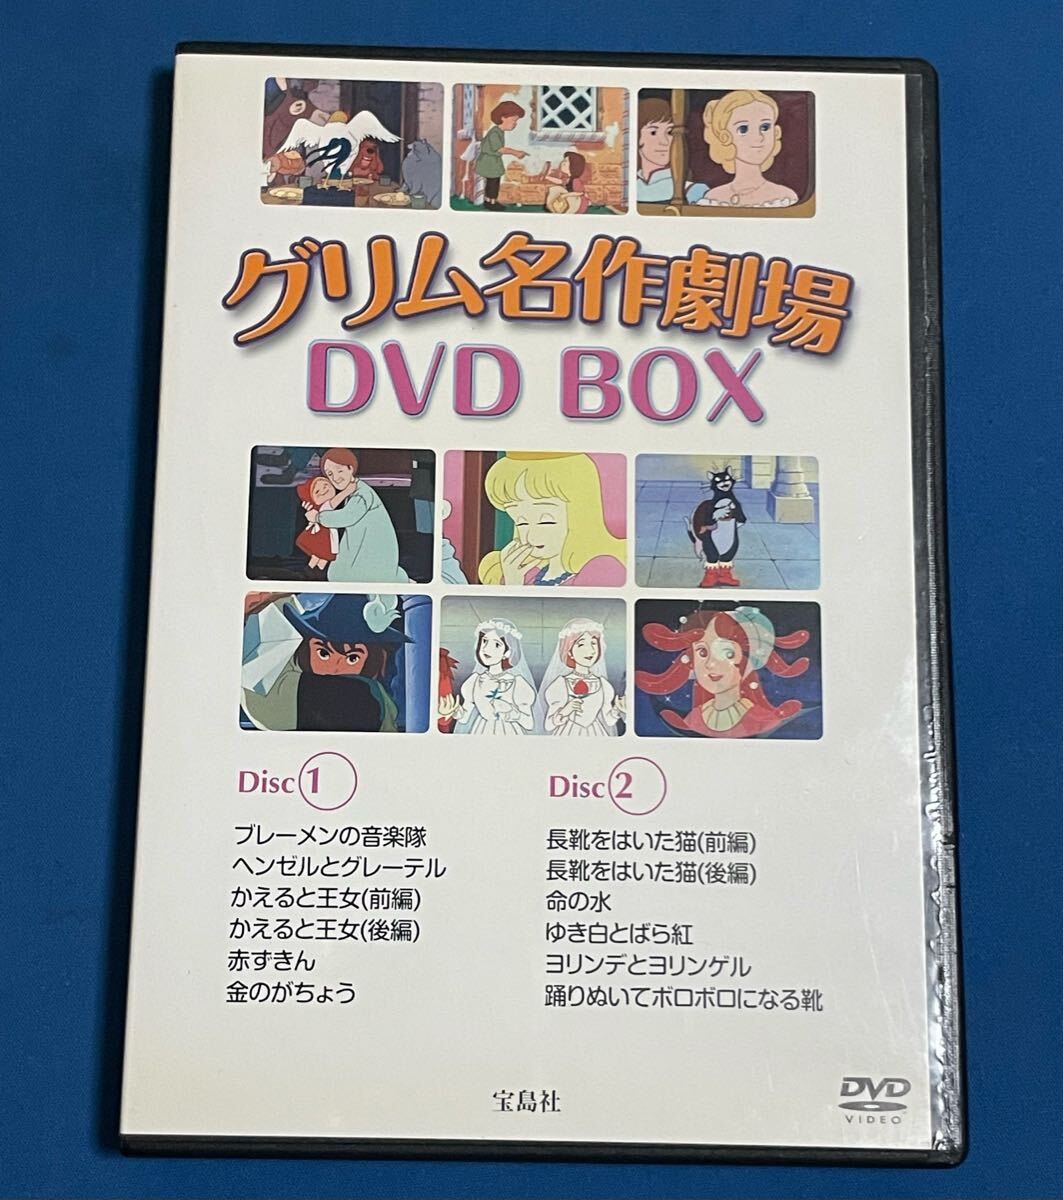 グリム名作劇場
DVD BOX
Disc 1
ブレーメンの音楽隊
ヘンゼルとグレーテル
かえると王女(前編)
かえると王女(後編)
赤ずきん
金のがちょう
Disc 2
長靴をはいた猫(前編)
長靴をはいた猫(後編)
命の水
ゆき白とばら紅
ヨリンデとヨリンゲル
踊りぬいてボロボロになる靴
宝島社
DVD
VIDEO